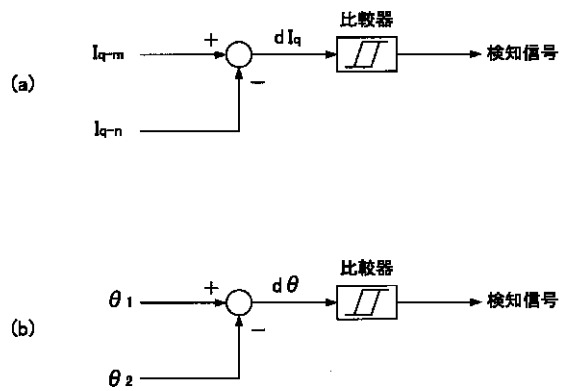 比較器
Iq-m + dIq 検知信号
(a)
−
Iq-n
比較器
θ1 + dθ 検知信号
(b)
−
θ2